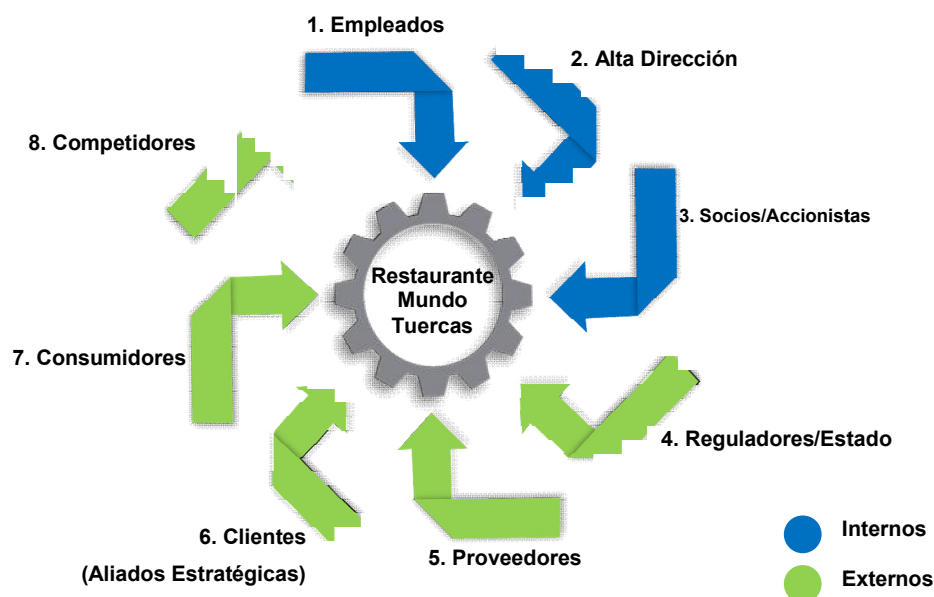 1. Empleados
2. Alta Dirección
8. Competidores
3. Socios/Accionistas
Restaurante
Mundo
Tuercas
7. Consumidores
4. Reguladores/Estado
6. Clientes
(Aliados Estratégicas)
5. Proveedores
Internos
Externos